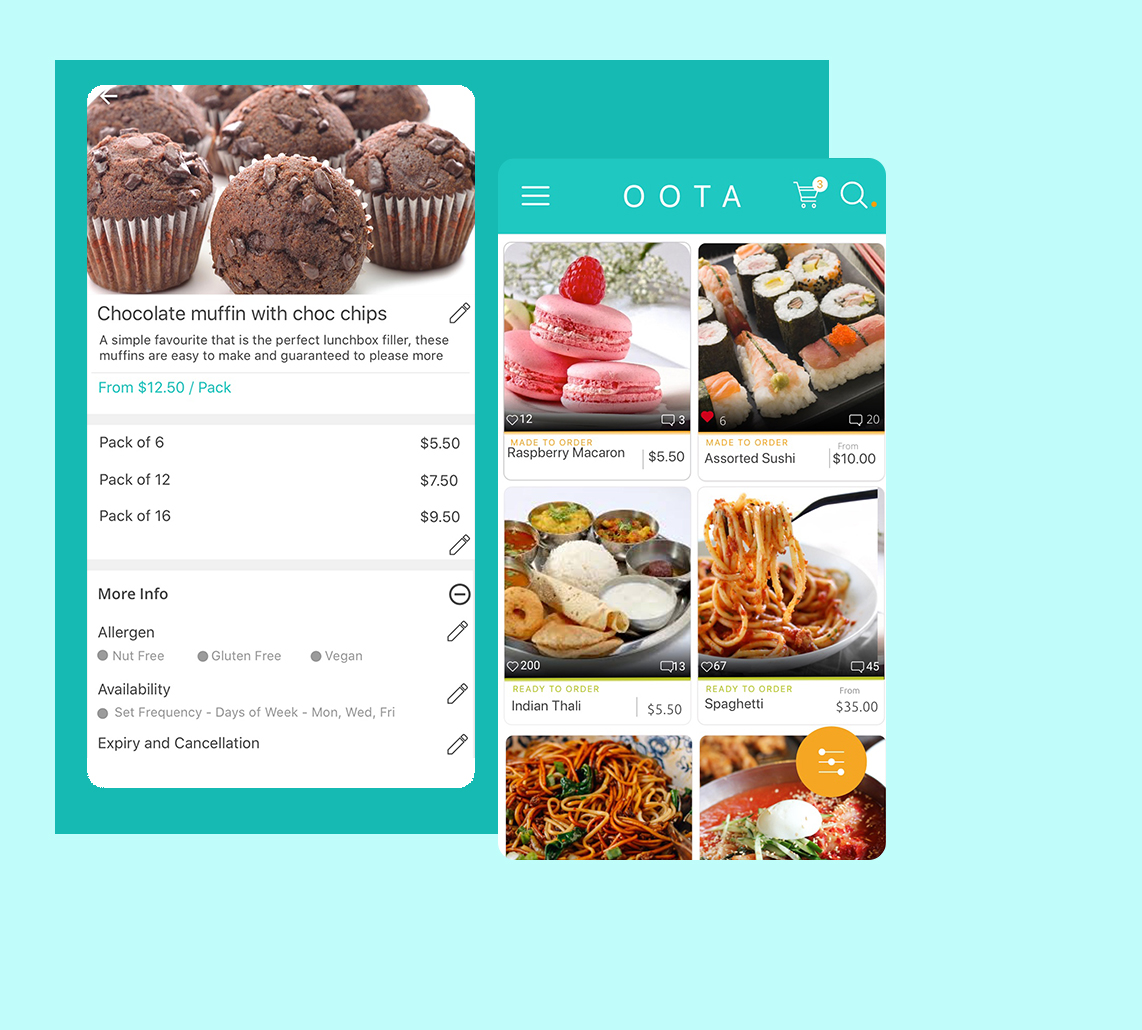 Chocolate muffin with choc chips
A simple favourite that is the perfect lunchbox filler, these
muffins are easy to make and guaranteed to please more
From $12.50 / Pack
Pack of 6 $5.50
Pack of 12 $7.50
Pack of 16 $9.50
More Info
Allergen
Nut Free Gluten Free Vegan
Availability
Set Frequency - Days of Week - Mon, Wed, Fri
Expiry and Cancellation
OOTA 3
12 3
MADE TO ORDER
Raspberry Macaron $5.50
6 20
MADE TO ORDER
From
Assorted Sushi $10.00
200 13
READY TO ORDER
Indian Thali $5.50
67 45
READY TO ORDER
From
Spaghetti $35.00